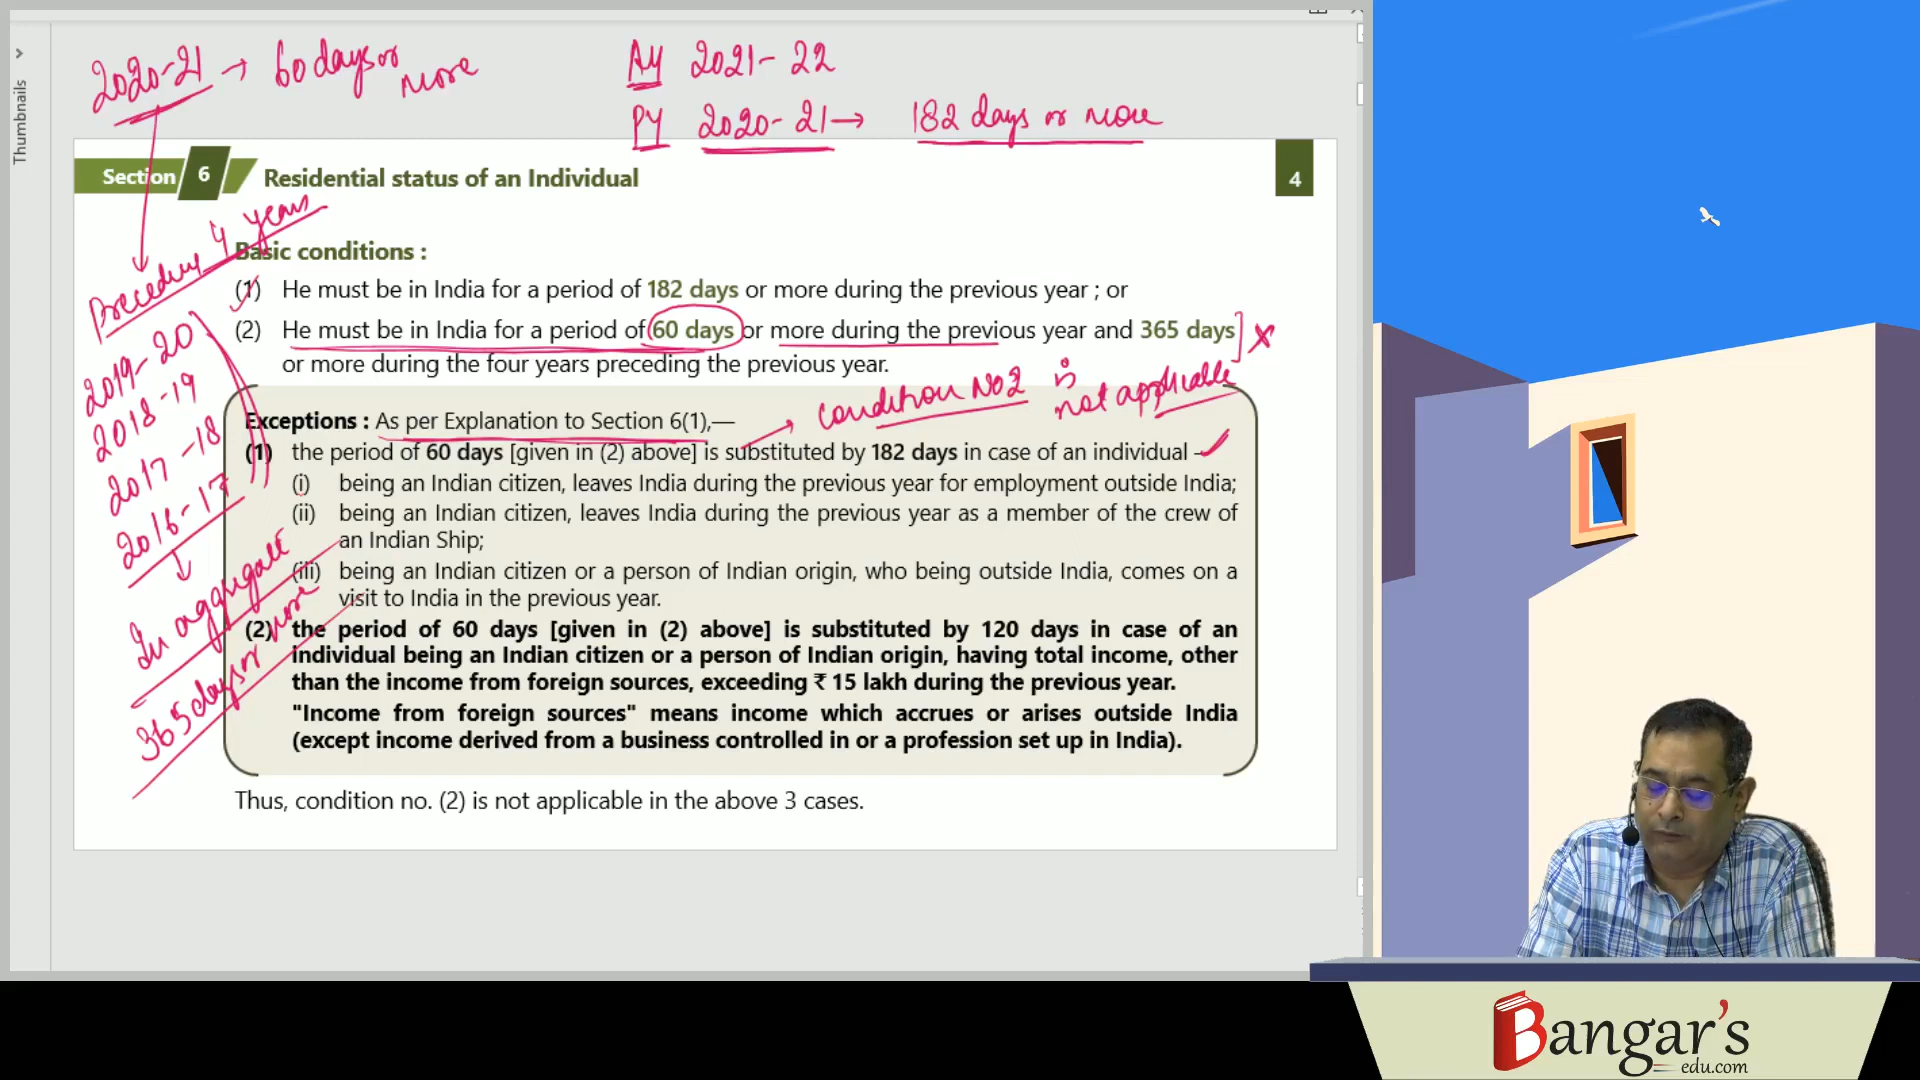 Thumbnails
2020-21 → 60 days or more
AY 2021-22
PY 2020-21 → 182 days or more
Section 6 Residential status of an Individual 4
Preceding 4 years
2019-20
2018-19
2017-18
2016-17
In aggregate
365 days or more
Basic conditions :
(1) He must be in India for a period of 182 days or more during the previous year ; or
(2) He must be in India for a period of 60 days or more during the previous year and 365 days
or more during the four years preceding the previous year.
condition No 2 is not applicable
Exceptions : As per Explanation to Section 6(1),—
(1) the period of 60 days [given in (2) above] is substituted by 182 days in case of an individual -
(i) being an Indian citizen, leaves India during the previous year for employment outside India;
(ii) being an Indian citizen, leaves India during the previous year as a member of the crew of
an Indian Ship;
(iii) being an Indian citizen or a person of Indian origin, who being outside India, comes on a
visit to India in the previous year.
(2) the period of 60 days [given in (2) above] is substituted by 120 days in case of an
individual being an Indian citizen or a person of Indian origin, having total income, other
than the income from foreign sources, exceeding ₹ 15 lakh during the previous year.
"Income from foreign sources" means income which accrues or arises outside India
(except income derived from a business controlled in or a profession set up in India).
Thus, condition no. (2) is not applicable in the above 3 cases.
Bangar's
edu.com